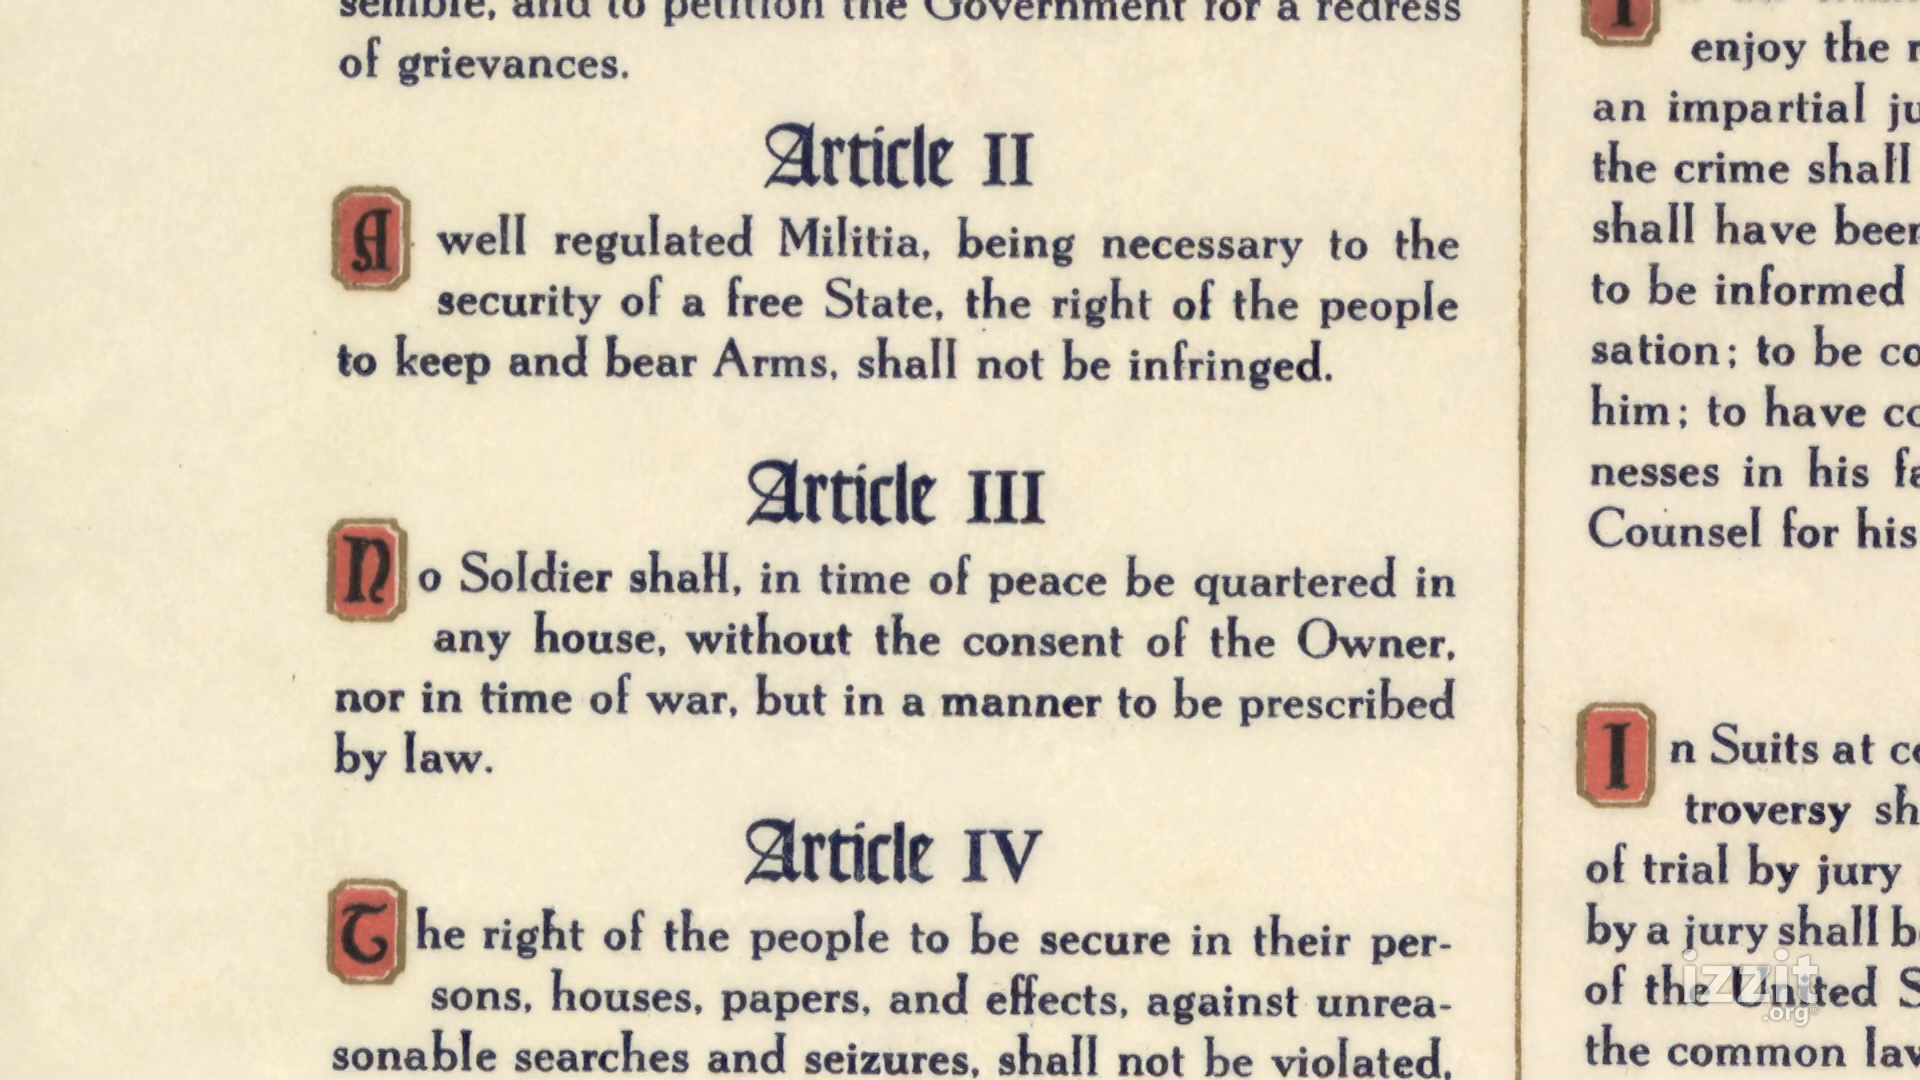 semble, and to petition the Government for a redress
of grievances.
Article II
A well regulated Militia, being necessary to the
security of a free State, the right of the people
to keep and bear Arms, shall not be infringed.
Article III
No Soldier shall, in time of peace be quartered in
any house, without the consent of the Owner,
nor in time of war, but in a manner to be prescribed
by law.
Article IV
The right of the people to be secure in their per-
sons, houses, papers, and effects, against unrea-
sonable searches and seizures, shall not be violated,
enjoy the
an impartial
the crime shall
shall have been
to be informed
sation; to be
him; to have
nesses in his
Counsel for his
In Suits at
troversy
of trial by jury
by a jury shall
of the United
the common
izzit
.org